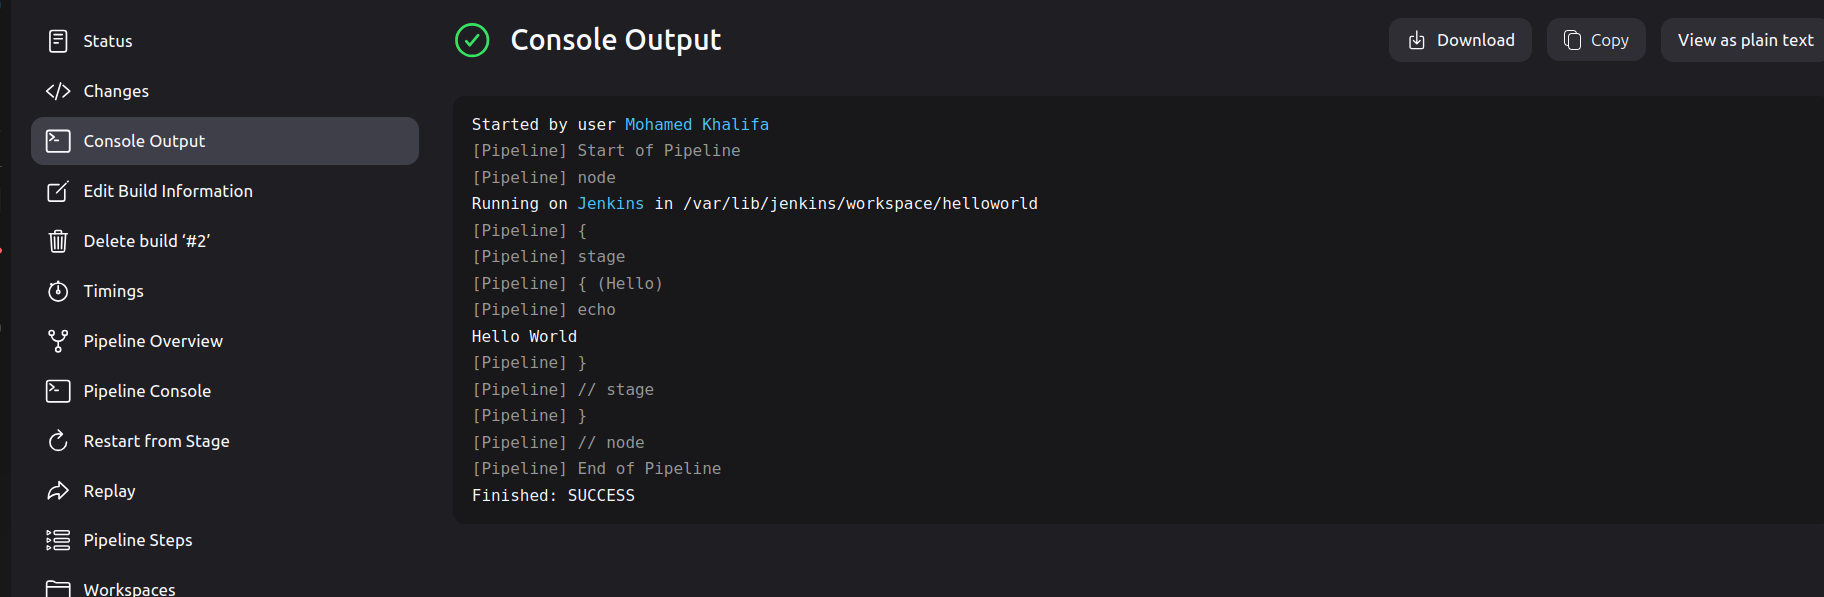 Status
Changes
Console Output
Edit Build Information
Delete build ‘#2’
Timings
Pipeline Overview
Pipeline Console
Restart from Stage
Replay
Pipeline Steps
Workspaces
Console Output
Download
Copy
View as plain text
Started by user Mohamed Khalifa
[Pipeline] Start of Pipeline
[Pipeline] node
Running on Jenkins in /var/lib/jenkins/workspace/helloworld
[Pipeline] {
[Pipeline] stage
[Pipeline] { (Hello)
[Pipeline] echo
Hello World
[Pipeline] }
[Pipeline] // stage
[Pipeline] }
[Pipeline] // node
[Pipeline] End of Pipeline
Finished: SUCCESS